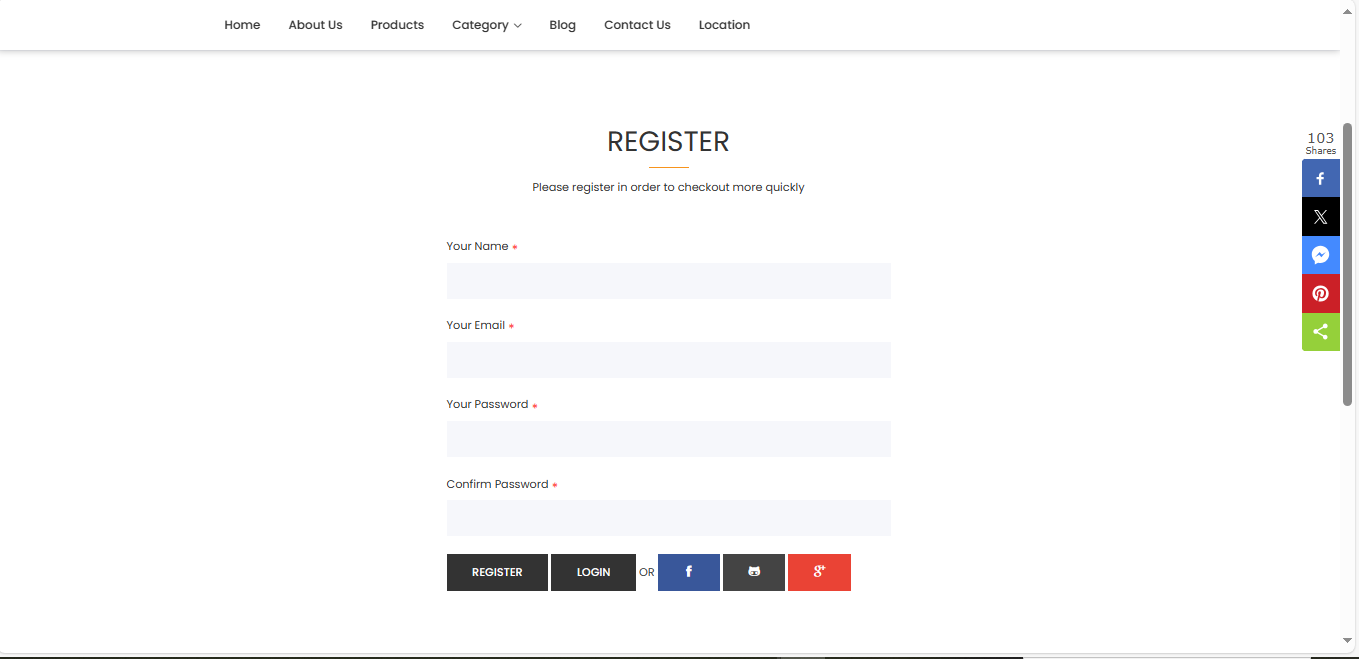 Home About Us Products Category Blog Contact Us Location
REGISTER
Please register in order to checkout more quickly
103
Shares
Your Name *
Your Email *
Your Password *
Confirm Password *
REGISTER LOGIN OR